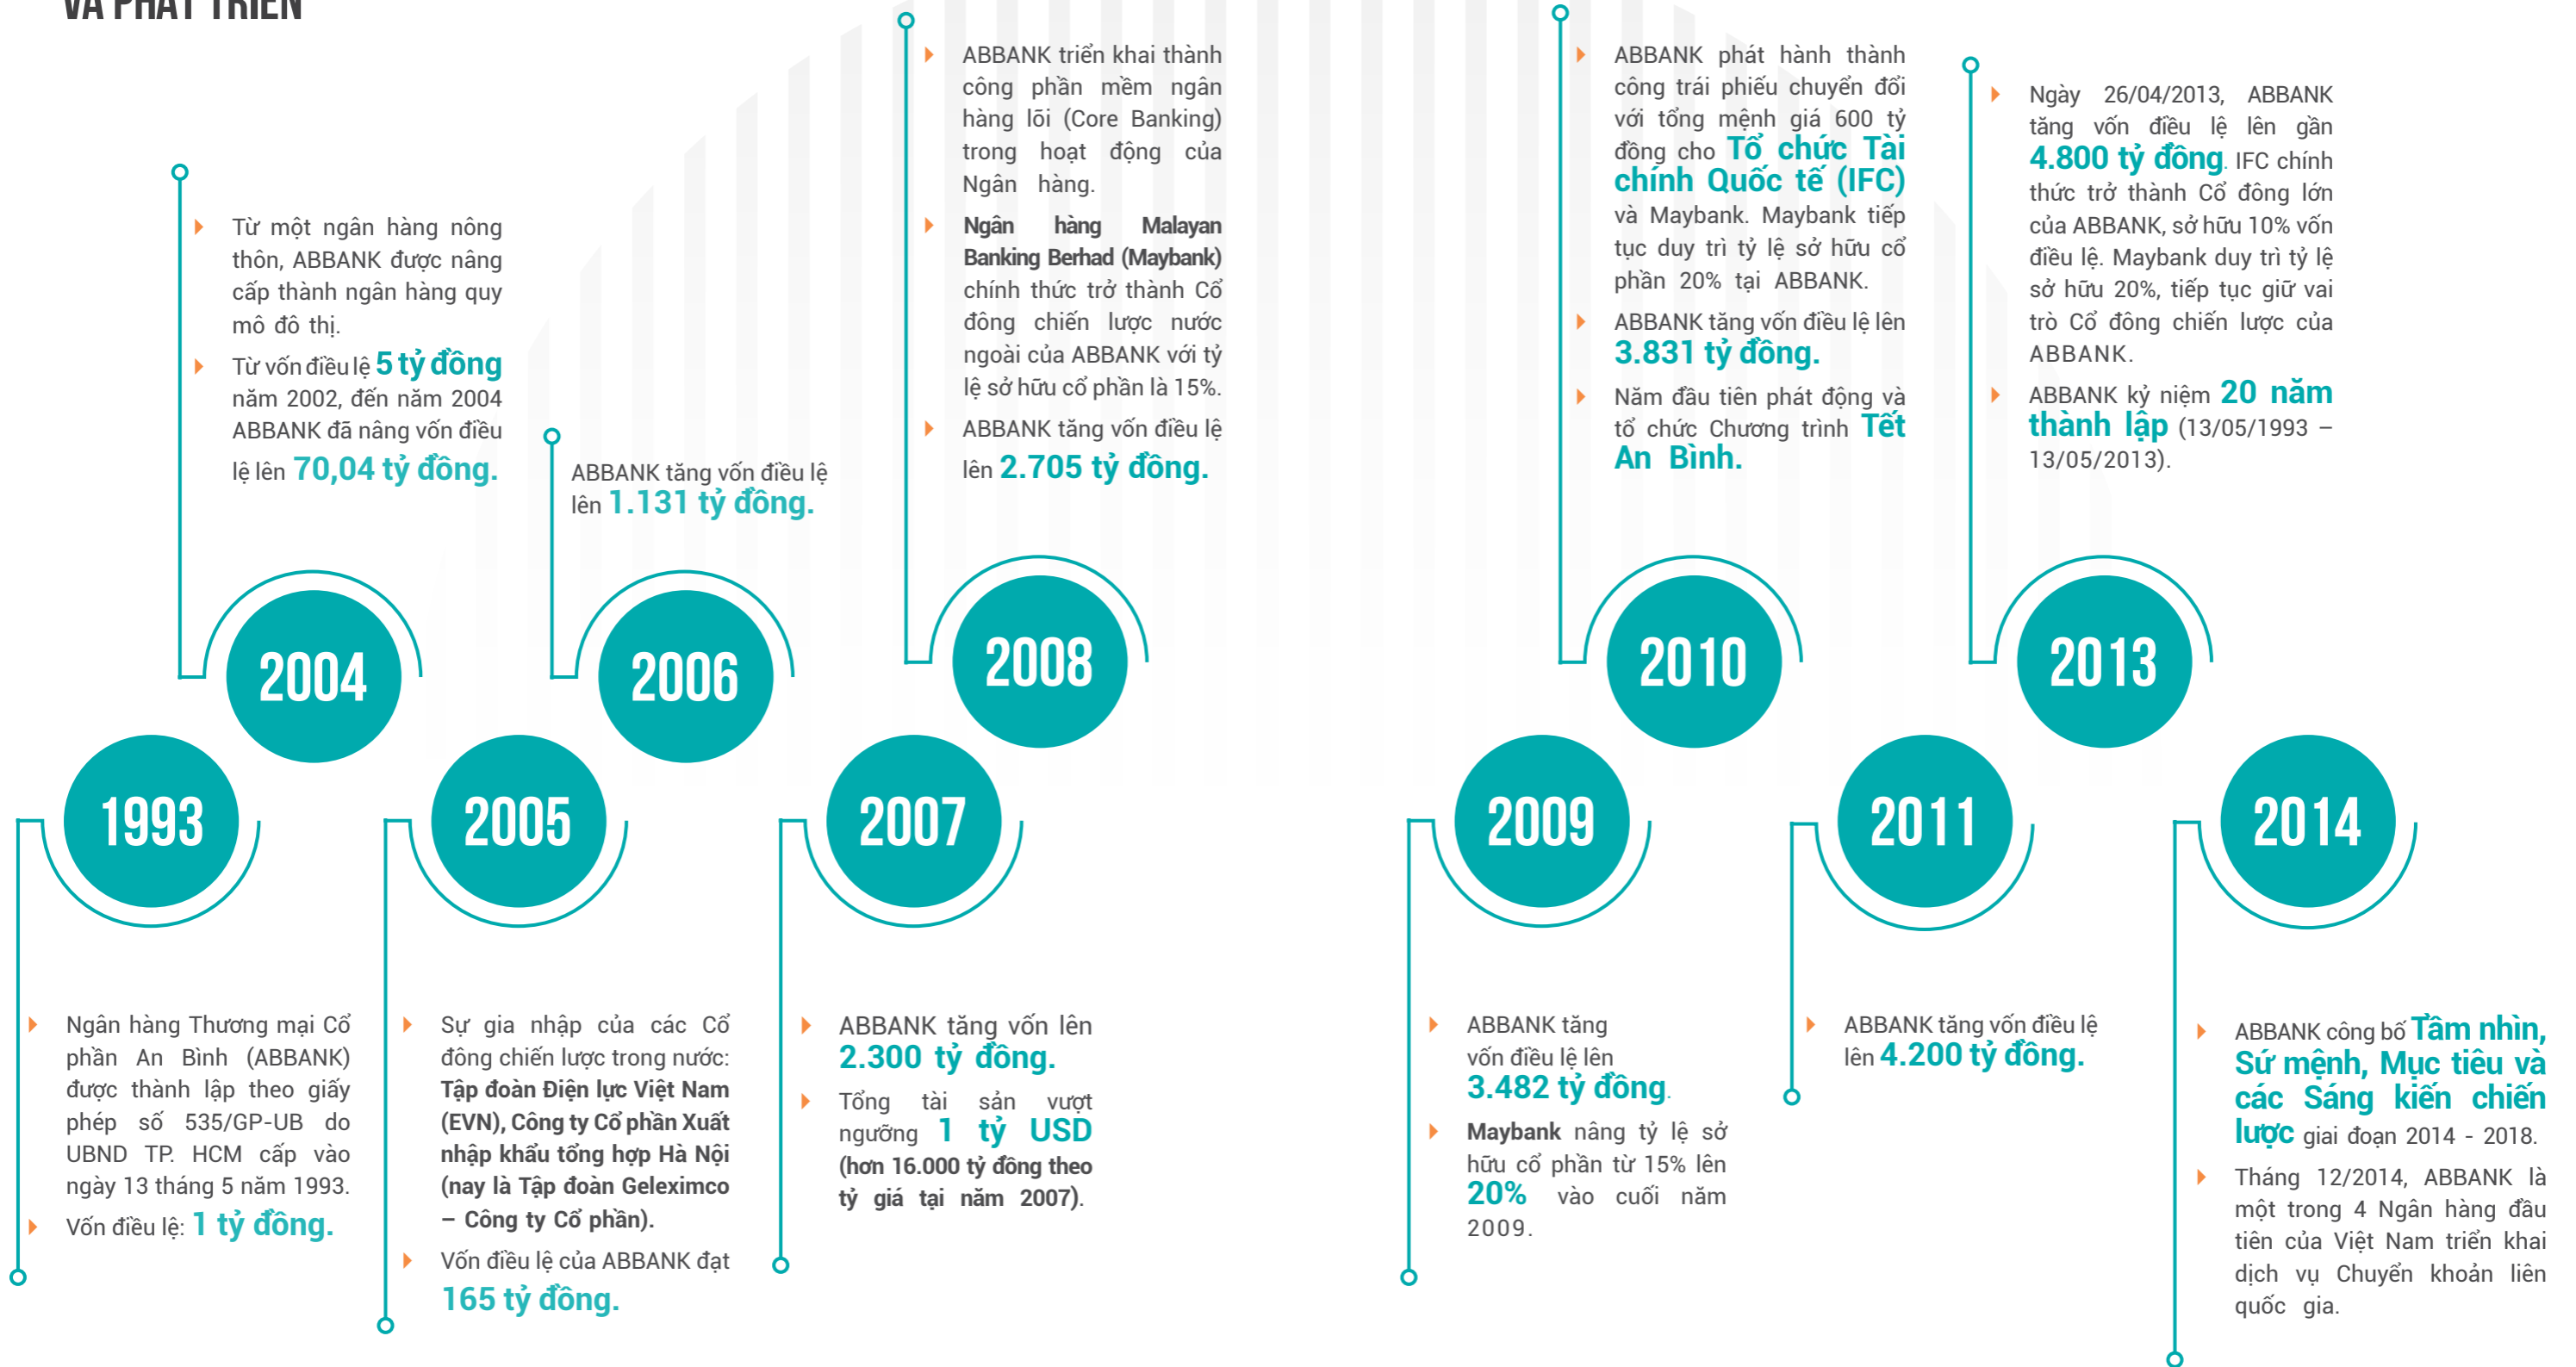 VÀ PHÁT TRIỂN
Từ một ngân hàng nông
thôn, ABBANK được nâng
cấp thành ngân hàng quy
mô đô thị.
Từ vốn điều lệ 5 tỷ đồng
năm 2002, đến năm 2004
ABBANK đã nâng vốn điều
lệ lên 70,04 tỷ đồng.
2004
ABBANK tăng vốn điều lệ
lên 1.131 tỷ đồng.
2006
ABBANK triển khai thành
công phần mềm ngân
hàng lõi (Core Banking)
trong hoạt động của
Ngân hàng.
Ngân hàng Malayan
Banking Berhad (Maybank)
chính thức trở thành Cổ
đông chiến lược nước
ngoài của ABBANK với tỷ
lệ sở hữu cổ phần là 15%.
ABBANK tăng vốn điều lệ
lên 2.705 tỷ đồng.
2008
ABBANK phát hành thành
công trái phiếu chuyển đổi
với tổng mệnh giá 600 tỷ
đồng cho Tổ chức Tài
chính Quốc tế (IFC)
và Maybank. Maybank tiếp
tục duy trì tỷ lệ sở hữu cổ
phần 20% tại ABBANK.
ABBANK tăng vốn điều lệ lên
3.831 tỷ đồng.
Năm đầu tiên phát động và
tổ chức Chương trình Tết
An Bình.
2010
Ngày 26/04/2013, ABBANK
tăng vốn điều lệ lên gần
4.800 tỷ đồng. IFC chính
thức trở thành Cổ đông lớn
của ABBANK, sở hữu 10% vốn
điều lệ. Maybank duy trì tỷ lệ
sở hữu 20%, tiếp tục giữ vai
trò Cổ đông chiến lược của
ABBANK.
ABBANK kỷ niệm 20 năm
thành lập (13/05/1993 –
13/05/2013).
2013
1993
Ngân hàng Thương mại Cổ
phần An Bình (ABBANK)
được thành lập theo giấy
phép số 535/GP-UB do
UBND TP. HCM cấp vào
ngày 13 tháng 5 năm 1993.
Vốn điều lệ: 1 tỷ đồng.
2005
Sự gia nhập của các Cổ
đông chiến lược trong nước:
Tập đoàn Điện lực Việt Nam
(EVN), Công ty Cổ phần Xuất
nhập khẩu tổng hợp Hà Nội
(nay là Tập đoàn Geleximco
– Công ty Cổ phần).
Vốn điều lệ của ABBANK đạt
165 tỷ đồng.
2007
ABBANK tăng vốn lên
2.300 tỷ đồng.
Tổng tài sản vượt
ngưỡng 1 tỷ USD
(hơn 16.000 tỷ đồng theo
tỷ giá tại năm 2007).
2009
ABBANK tăng
vốn điều lệ lên
3.482 tỷ đồng.
Maybank nâng tỷ lệ sở
hữu cổ phần từ 15% lên
20% vào cuối năm
2009.
2011
ABBANK tăng vốn điều lệ
lên 4.200 tỷ đồng.
2014
ABBANK công bố Tầm nhìn,
Sứ mệnh, Mục tiêu và
các Sáng kiến chiến
lược giai đoạn 2014 - 2018.
Tháng 12/2014, ABBANK là
một trong 4 Ngân hàng đầu
tiên của Việt Nam triển khai
dịch vụ Chuyển khoản liên
quốc gia.